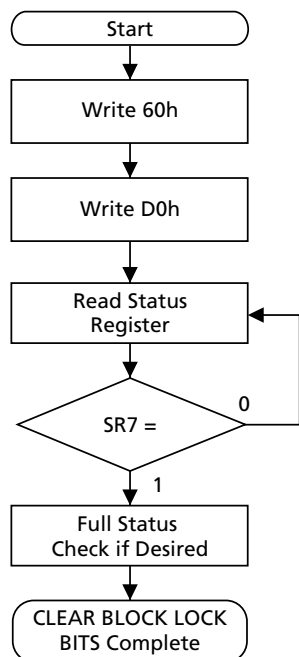 Start
Write 60h
Write D0h
Read Status
Register
0
SR7 =
1
Full Status
Check if Desired
CLEAR BLOCK LOCK
BITS Complete